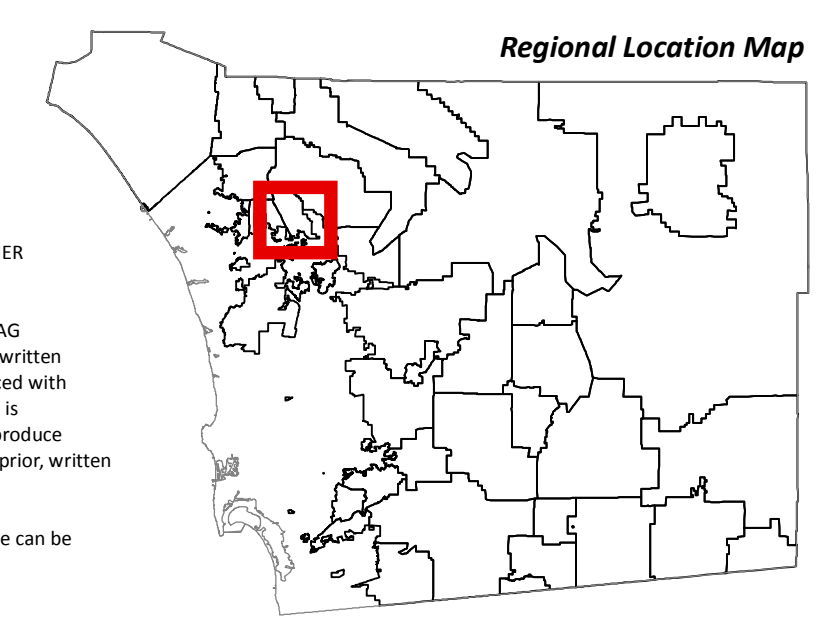 Regional Location Map
ER
AG
written
ced with
is
produce
prior, written
e can be